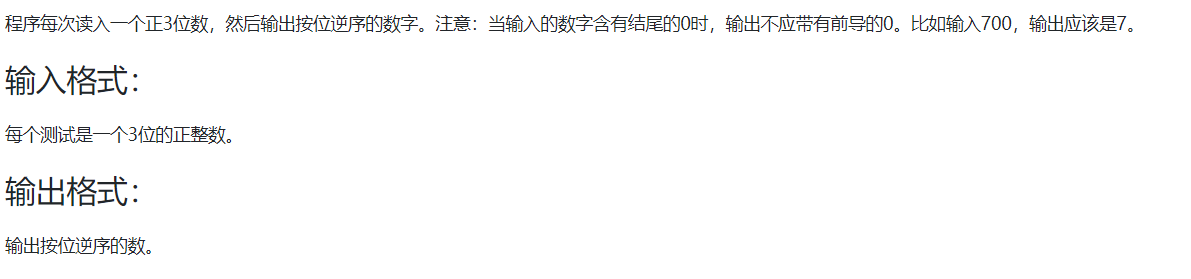 程序每次读入一个正3位数，然后输出按位逆序的数字。注意：当输入的数字含有结尾的0时，输出不应带有前导的0。比如输入700，输出应该是7。
输入格式：
每个测试是一个3位的正整数。
输出格式：
输出按位逆序的数。